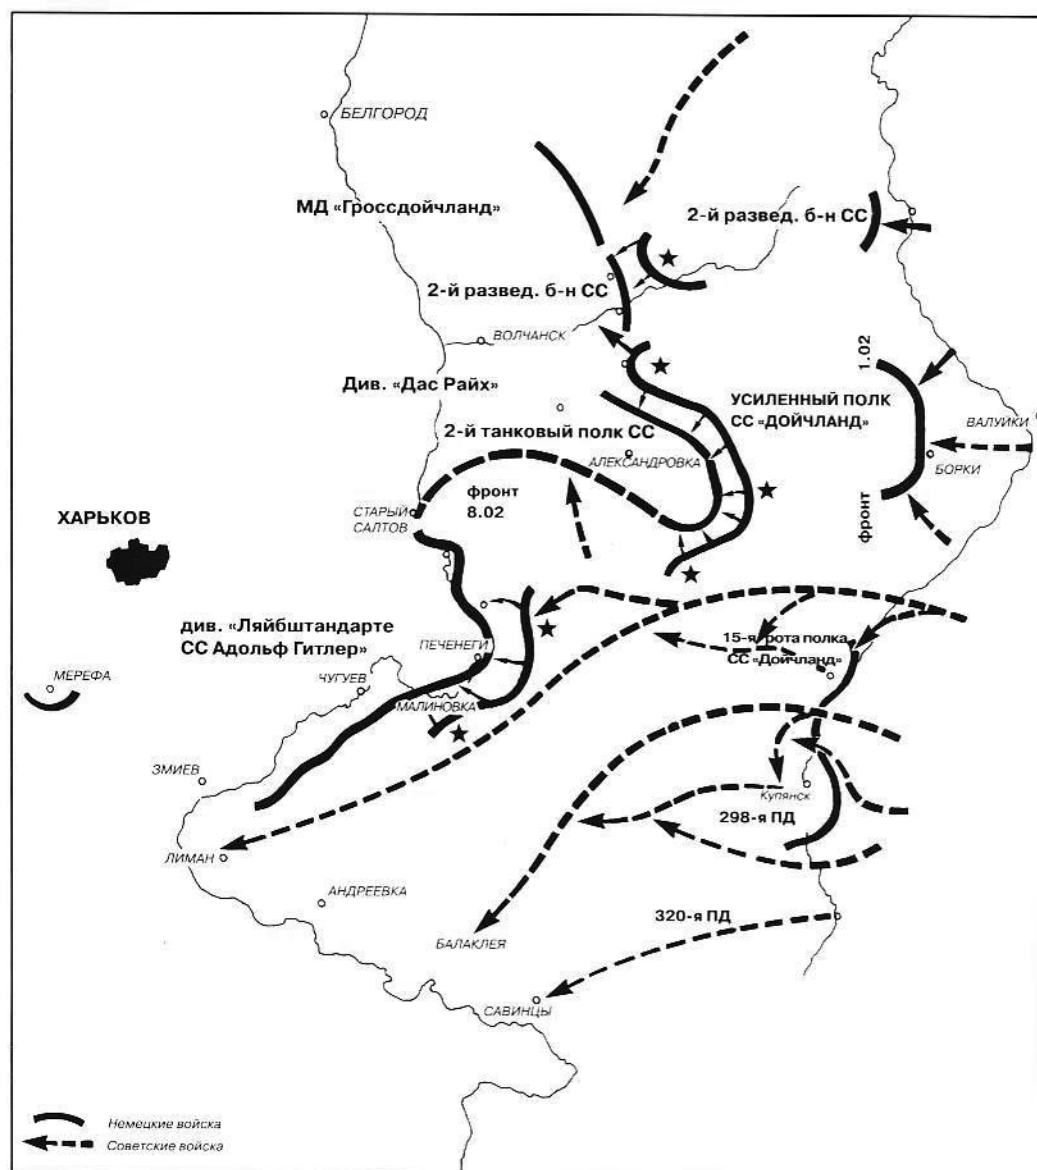 БЕЛГОРОД
МД «Гроссдойчланд»
2-й развед. б-н СС
2-й развед. б-н СС
ВОЛЧАНСК
1.02
фронт
Див. «Дас Райх»
УСИЛЕННЫЙ ПОЛК
СС «ДОЙЧЛАНД»
ВАЛУЙКИ
2-й танковый полк СС
АЛЕКСАНДРОВКА
БОРКИ
фронт
8.02
СТАРЫЙ
САЛТОВ
ХАРЬКОВ
див. «Ляйбштандарте
СС Адольф Гитлер»
ПЕЧЕНЕГИ
15-я рота полка
СС «Дойчланд»
МЕРЕФА
ЧУГУЕВ
МАЛИНОВКА
ЗМИЕВ
Купянск
298-я ПД
ЛИМАН
АНДРЕЕВКА
320-я ПД
БАЛАКЛЕЯ
САВИНЦЫ
Немецкие войска
Советские войска